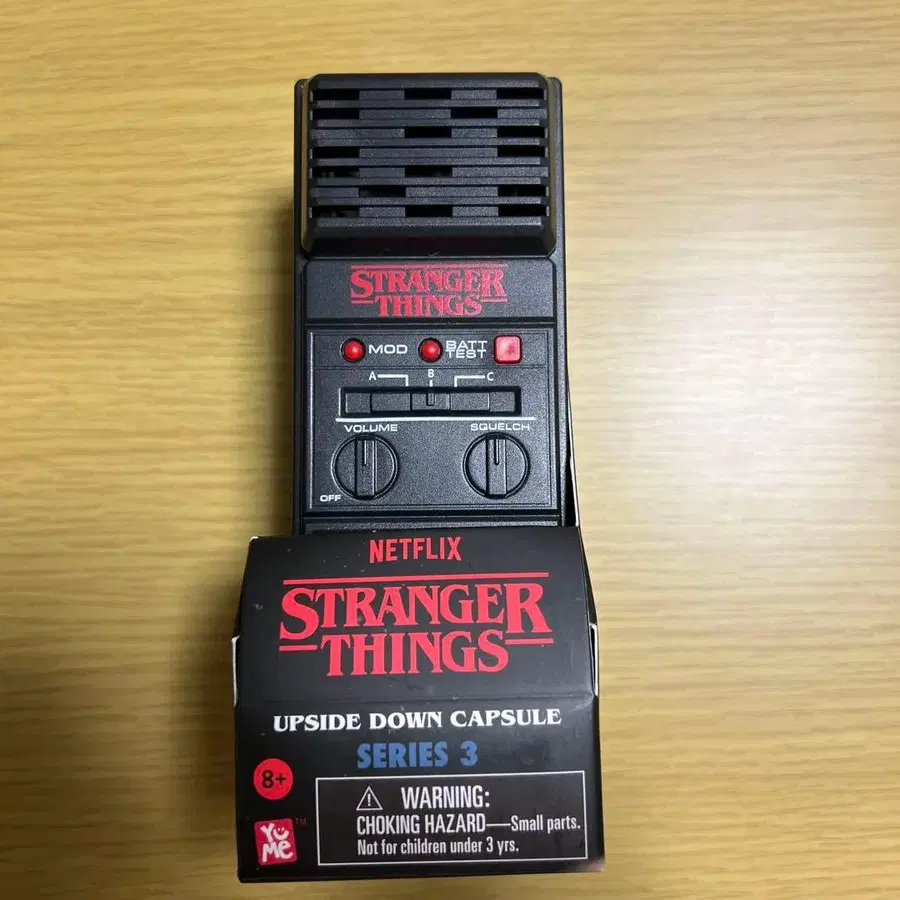 STRANGER
THINGS
MOD
BATT
TEST
A
B
C
VOLUME
SQUELCH
OFF
NETFLIX
STRANGER
THINGS
UPSIDE DOWN CAPSULE
SERIES 3
8+
WARNING:
CHOKING HAZARD—Small parts.
Not for children under 3 yrs.
YuMe™